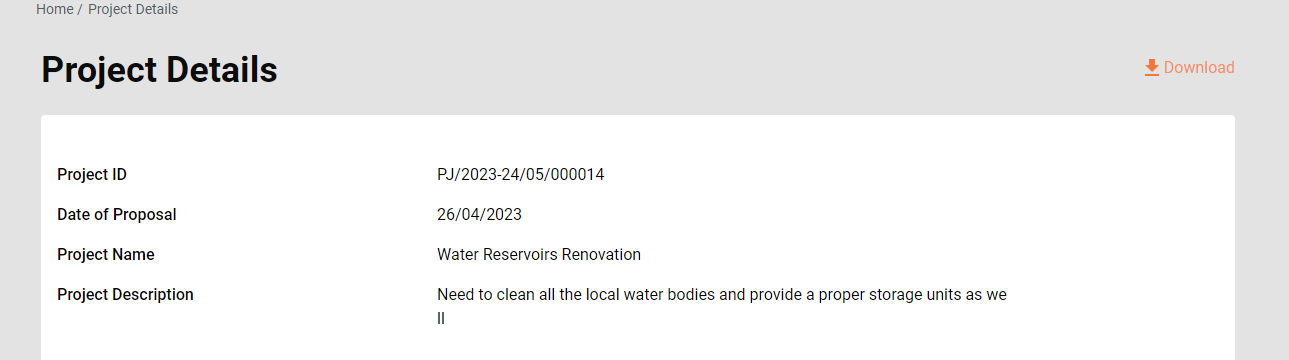 Home / Project Details
Project Details
Download
Project ID PJ/2023-24/05/000014
Date of Proposal 26/04/2023
Project Name Water Reservoirs Renovation
Project Description Need to clean all the local water bodies and provide a proper storage units as we
ll